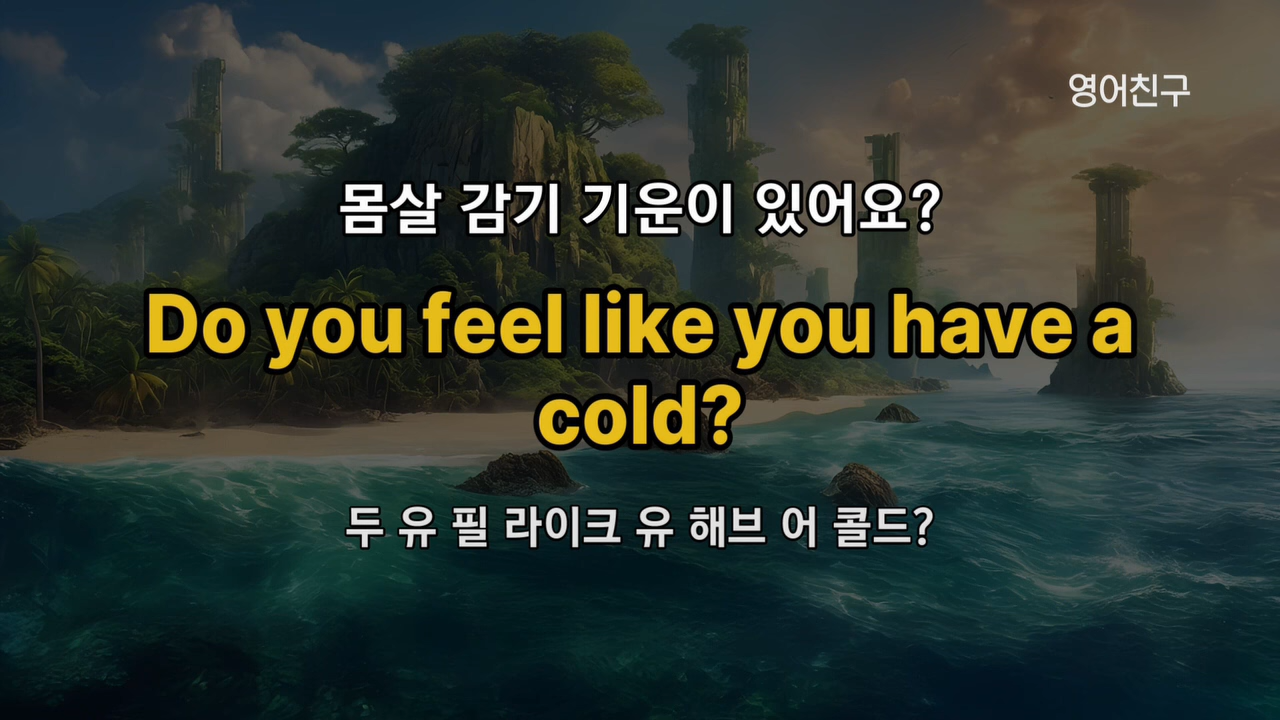 영어친구
몸살 감기 기운이 있어요?
Do you feel like you have a
cold?
두 유 필 라이크 유 해브 어 콜드?